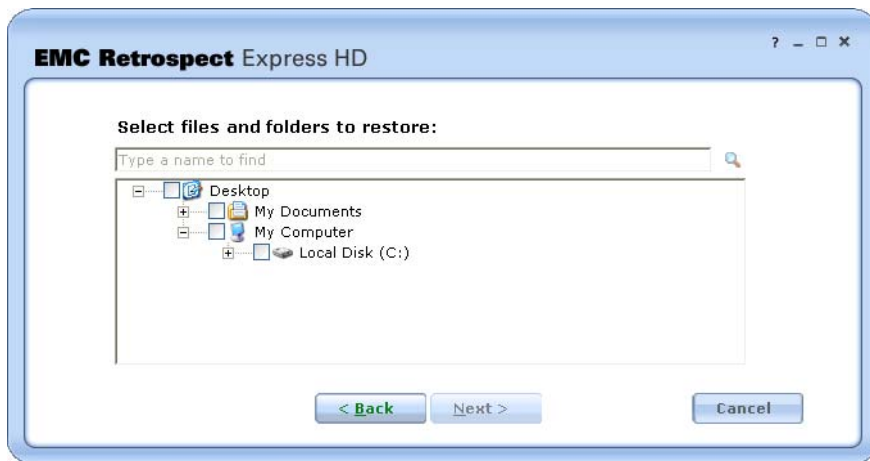 EMC Retrospect Express HD
?
Select files and folders to restore:
Type a name to find
Desktop
My Documents
My Computer
Local Disk (C:)
< Back
Next >
Cancel